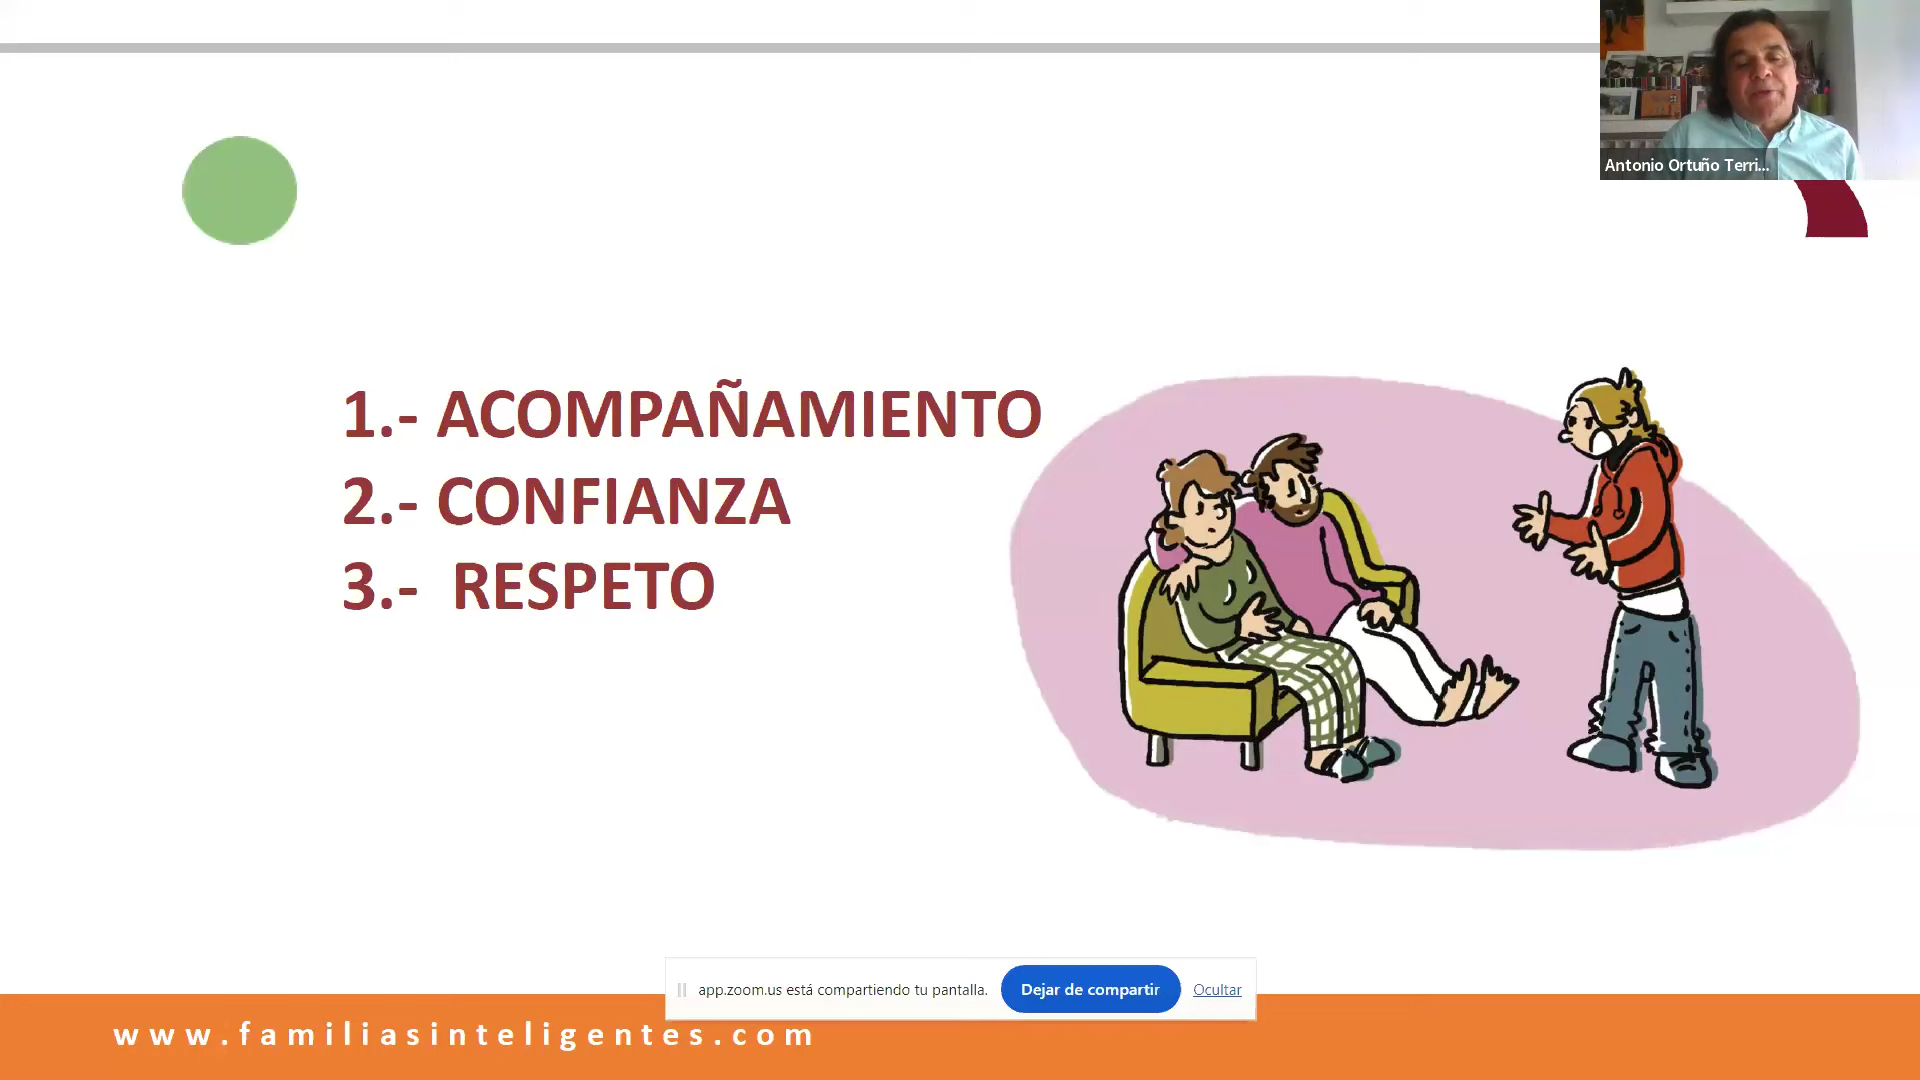 Antonio Ortuño Terri...
1.- ACOMPAÑAMIENTO
2.- CONFIANZA
3.- RESPETO
app.zoom.us está compartiendo tu pantalla. Dejar de compartir Ocultar
www.familiasinteligentes.com